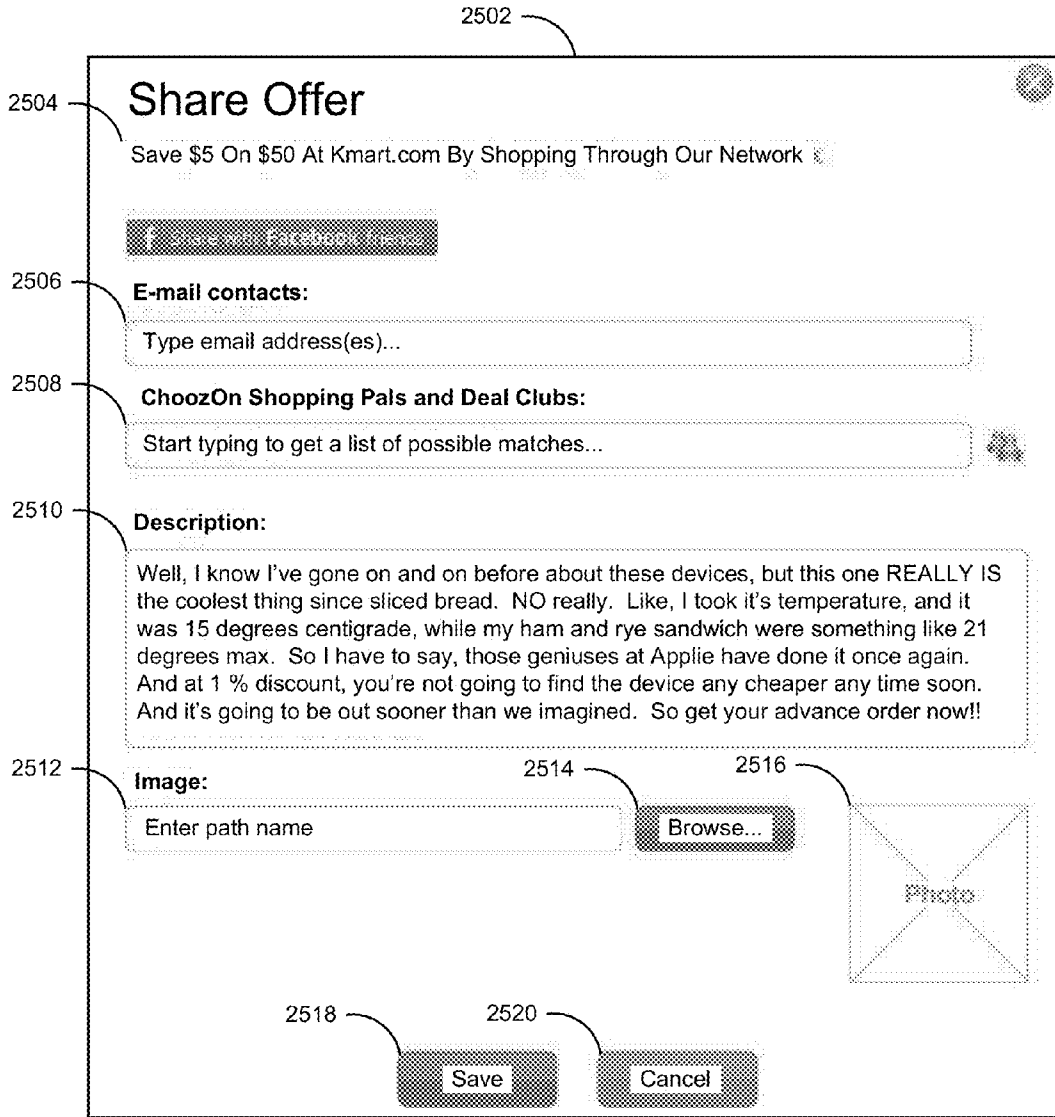 2502
Share Offer
2504
Save $5 On $50 At Kmart.com By Shopping Through Our Network
f Share with Facebook friends
2506
E-mail contacts:
Type email address(es)...
2508
ChoozOn Shopping Pals and Deal Clubs:
Start typing to get a list of possible matches...
2510
Description:
Well, I know I've gone on and on before about these devices, but this one REALLY IS
the coolest thing since sliced bread. NO really. Like, I took it's temperature, and it
was 15 degrees centigrade, while my ham and rye sandwich were something like 21
degrees max. So I have to say, those geniuses at Applie have done it once again.
And at 1 % discount, you're not going to find the device any cheaper any time soon.
And it's going to be out sooner than we imagined. So get your advance order now!!
2512
Image:
2514
2516
Enter path name
Browse...
Photo
2518
2520
Save
Cancel